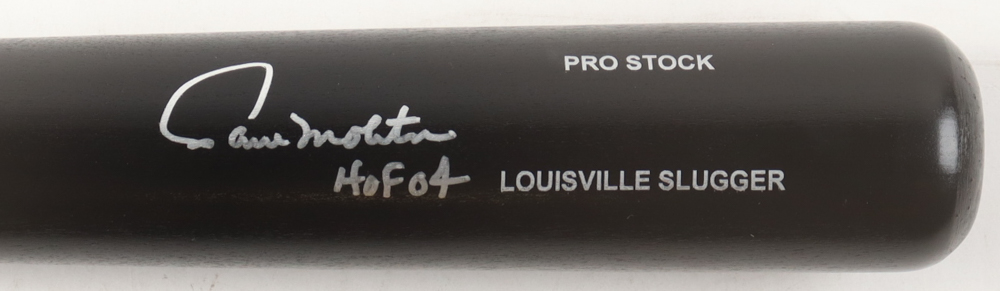 PRO STOCK
Paul Molitor
HOF 04
LOUISVILLE SLUGGER